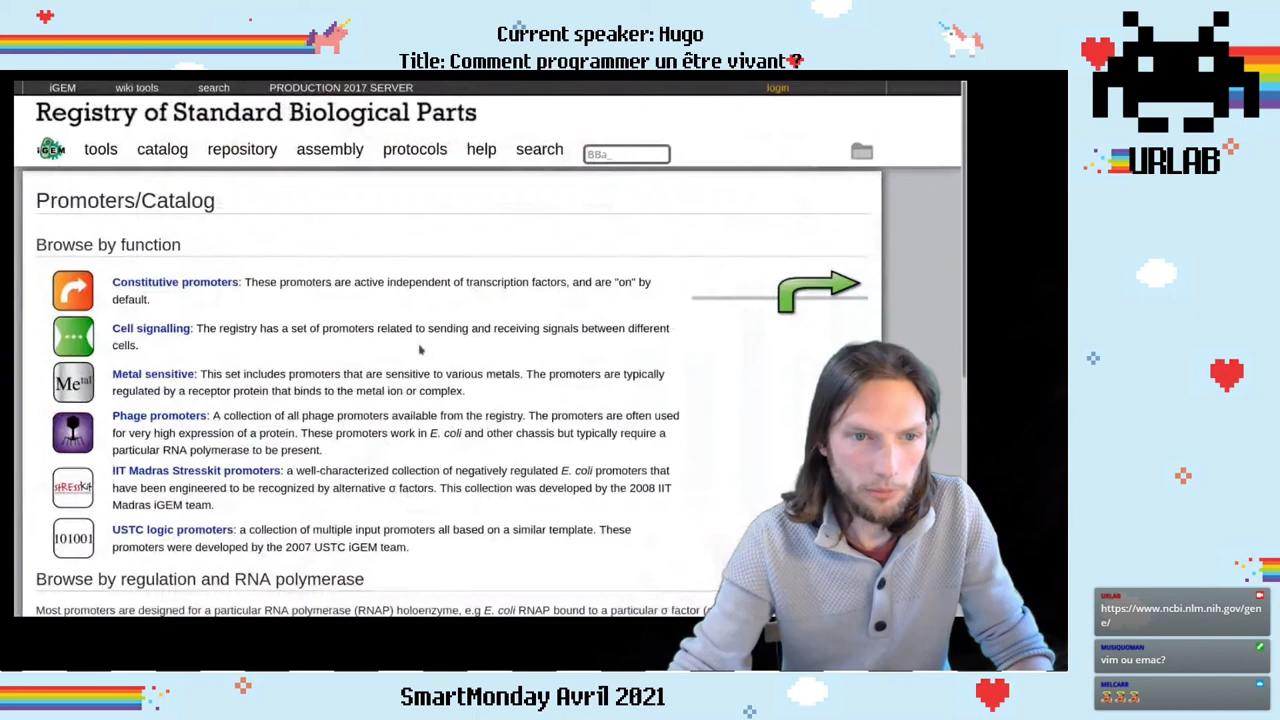 Current speaker: Hugo
Title: Comment programmer un être vivant ?
URLAB
iGEM
wiki tools
search
PRODUCTION 2017 SERVER
login
Registry of Standard Biological Parts
iGEM
tools
catalog
repository
assembly
protocols
help
search
BBa_
Promoters/Catalog
Browse by function
Constitutive promoters: These promoters are active independent of transcription factors, and are "on" by
default.
Cell signalling: The registry has a set of promoters related to sending and receiving signals between different
cells.
Metal
Metal sensitive: This set includes promoters that are sensitive to various metals. The promoters are typically
regulated by a receptor protein that binds to the metal ion or complex.
Phage promoters: A collection of all phage promoters available from the registry. The promoters are often used
for very high expression of a protein. These promoters work in E. coli and other chassis but typically require a
particular RNA polymerase to be present.
stRESSKit
IIT Madras Stresskit promoters: a well-characterized collection of negatively regulated E. coli promoters that
have been engineered to be recognized by alternative σ factors. This collection was developed by the 2008 IIT
Madras iGEM team.
101001
USTC logic promoters: a collection of multiple input promoters all based on a similar template. These
promoters were developed by the 2007 USTC iGEM team.
Browse by regulation and RNA polymerase
Most promoters are designed for a particular RNA polymerase (RNAP) holoenzyme, e.g E. coli RNAP bound to a particular σ factor (
URLAB
https://www.ncbi.nlm.nih.gov/gen
e/
MUSIQUOMAN
vim ou emac?
MELCARR
SmartMonday Avril 2021